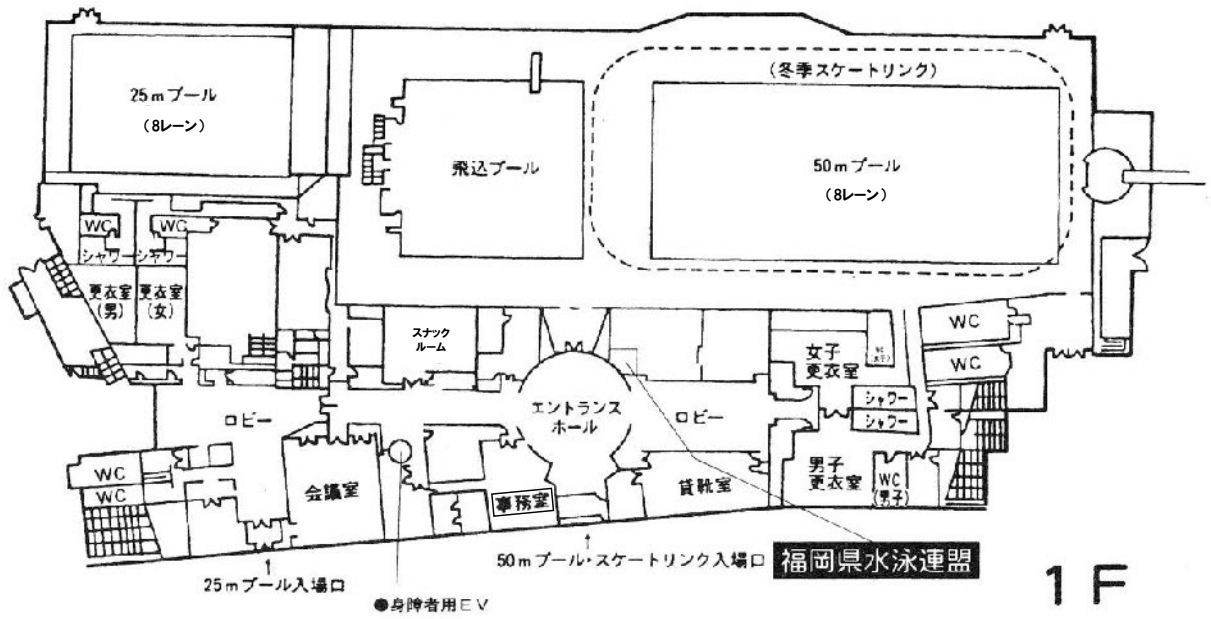 (冬季スケートリンク)
25mプール
(8レーン)
飛込プール
50mプール
(8レーン)
WC
WC
シャワー
シャワー
更衣室
(男)
更衣室
(女)
スナック
ルーム
女子
更衣室
WC
(女子)
WC
WC
シャワー
シャワー
ロビー
エントランス
ホール
ロビー
WC
WC
会議室
事務室
貸靴室
男子
更衣室
WC
(男子)
25mプール入場口
50mプール・スケートリンク入場口
福岡県水泳連盟
●身障者用EV
1F